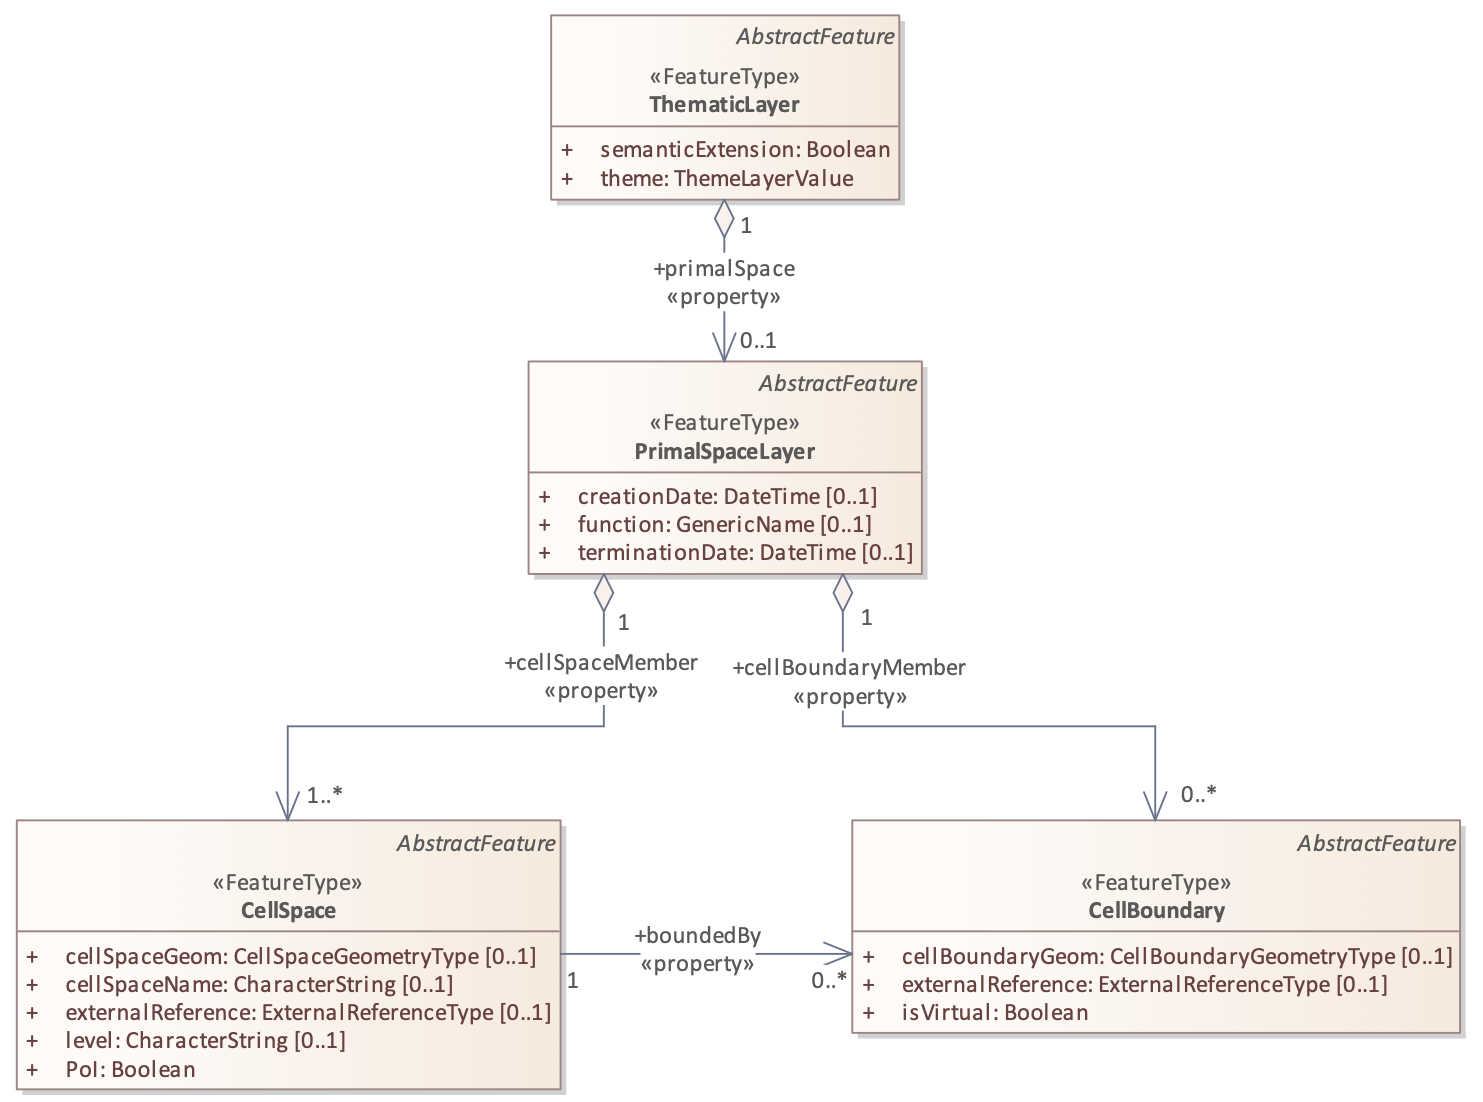 AbstractFeature
«FeatureType»
ThematicLayer
+ semanticExtension: Boolean
+ theme: ThemeLayerValue
1
+primalSpace
«property»
0..1
AbstractFeature
«FeatureType»
PrimalSpaceLayer
+ creationDate: DateTime [0..1]
+ function: GenericName [0..1]
+ terminationDate: DateTime [0..1]
1
+cellSpaceMember
«property»
1..*
1
+cellBoundaryMember
«property»
0..*
AbstractFeature
«FeatureType»
CellSpace
+ cellSpaceGeom: CellSpaceGeometryType [0..1]
+ cellSpaceName: CharacterString [0..1]
+ externalReference: ExternalReferenceType [0..1]
+ level: CharacterString [0..1]
+ PoI: Boolean
+boundedBy
«property»
1
0..*
AbstractFeature
«FeatureType»
CellBoundary
+ cellBoundaryGeom: CellBoundaryGeometryType [0..1]
+ externalReference: ExternalReferenceType [0..1]
+ isVirtual: Boolean